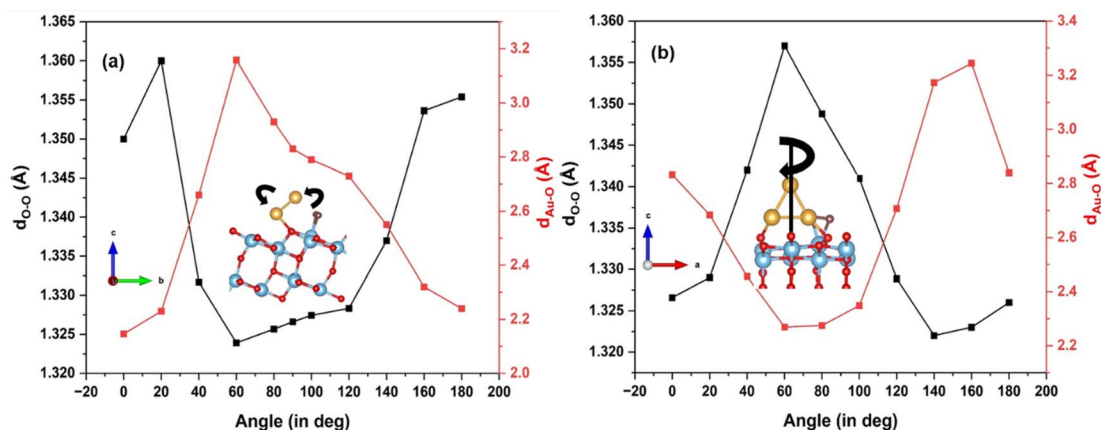 (a)
1.365
1.360
1.355
1.350
1.345
1.340
1.335
1.330
1.325
1.320
d_O-O (Å)
3.2
3.0
2.8
2.6
2.4
2.2
2.0
d_Au-O (Å)
c
b
−20 0 20 40 60 80 100 120 140 160 180 200
Angle (in deg)
(b)
1.360
1.355
1.350
1.345
1.340
1.335
1.330
1.325
1.320
d_O-O (Å)
3.4
3.2
3.0
2.8
2.6
2.4
2.2
d_Au-O (Å)
c
a
−20 0 20 40 60 80 100 120 140 160 180 200
Angle (in deg)